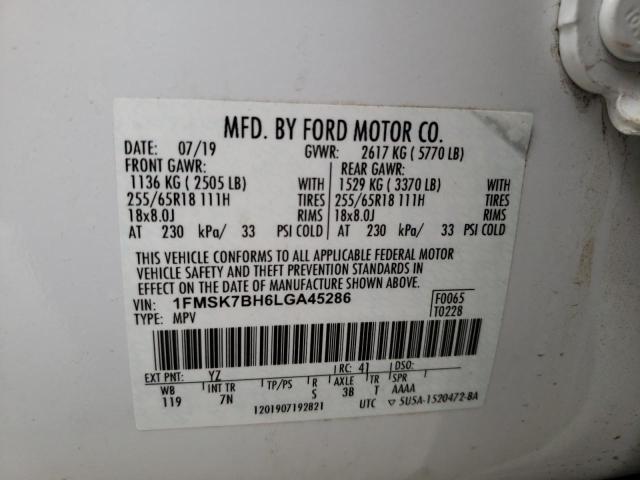 MFD. BY FORD MOTOR CO.
DATE: 07/19 GVWR: 2617 KG ( 5770 LB)
FRONT GAWR: REAR GAWR:
1136 KG ( 2505 LB) WITH 1529 KG ( 3370 LB) WITH
255/65R18 111H TIRES 255/65R18 111H TIRES
18x8.0J RIMS 18x8.0J RIMS
AT 230 kPa/ 33 PSI COLD AT 230 kPa/ 33 PSI COLD
THIS VEHICLE CONFORMS TO ALL APPLICABLE FEDERAL MOTOR
VEHICLE SAFETY AND THEFT PREVENTION STANDARDS IN
EFFECT ON THE DATE OF MANUFACTURE SHOWN ABOVE.
VIN: 1FMSK7BH6LGA45286 F0065
TYPE: MPV T0228
EXT PNT: YZ RC: 41 DSO:
WB INT TR TP/PS R AXLE TR SPR
119 7N S 3B T AAAA
1201907192821 UTC 5U5A-1520472-BA